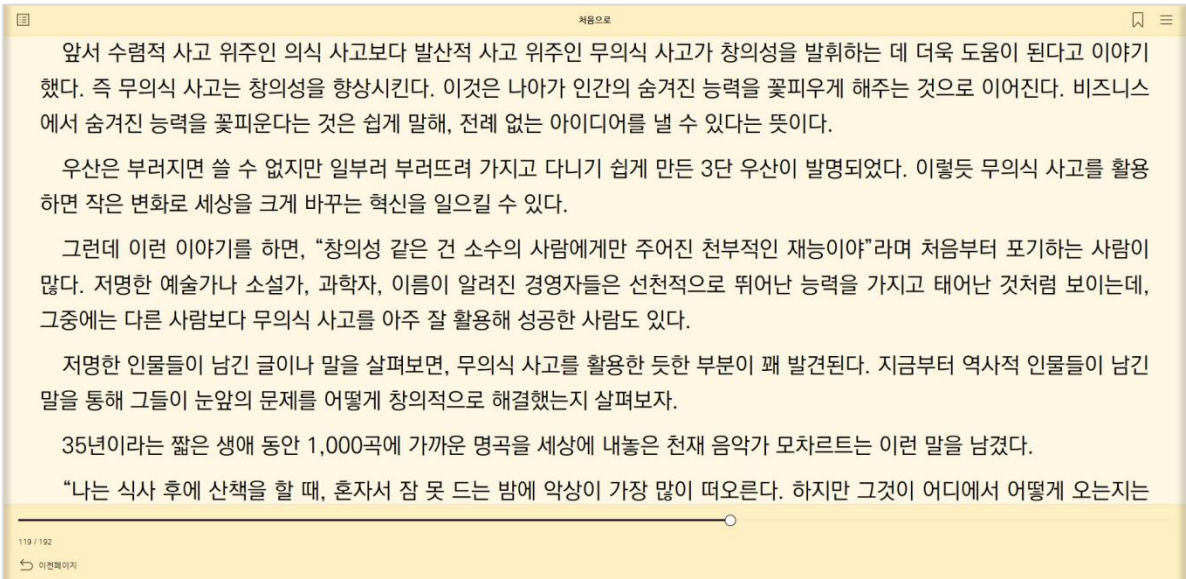 처음으로
앞서 수렴적 사고 위주인 의식 사고보다 발산적 사고 위주인 무의식 사고가 창의성을 발휘하는 데 더욱 도움이 된다고 이야기
했다. 즉 무의식 사고는 창의성을 향상시킨다. 이것은 나아가 인간의 숨겨진 능력을 꽃피우게 해주는 것으로 이어진다. 비즈니스
에서 숨겨진 능력을 꽃피운다는 것은 쉽게 말해, 전례 없는 아이디어를 낼 수 있다는 뜻이다.
우산은 부러지면 쓸 수 없지만 일부러 부러뜨려 가지고 다니기 쉽게 만든 3단 우산이 발명되었다. 이렇듯 무의식 사고를 활용
하면 작은 변화로 세상을 크게 바꾸는 혁신을 일으킬 수 있다.
그런데 이런 이야기를 하면, “창의성 같은 건 소수의 사람에게만 주어진 천부적인 재능이야”라며 처음부터 포기하는 사람이
많다. 저명한 예술가나 소설가, 과학자, 이름이 알려진 경영자들은 선천적으로 뛰어난 능력을 가지고 태어난 것처럼 보이는데,
그중에는 다른 사람보다 무의식 사고를 아주 잘 활용해 성공한 사람도 있다.
저명한 인물들이 남긴 글이나 말을 살펴보면, 무의식 사고를 활용한 듯한 부분이 꽤 발견된다. 지금부터 역사적 인물들이 남긴
말을 통해 그들이 눈앞의 문제를 어떻게 창의적으로 해결했는지 살펴보자.
35년이라는 짧은 생애 동안 1,000곡에 가까운 명곡을 세상에 내놓은 천재 음악가 모차르트는 이런 말을 남겼다.
“나는 식사 후에 산책을 할 때, 혼자서 잠 못 드는 밤에 악상이 가장 많이 떠오른다. 하지만 그것이 어디에서 어떻게 오는지는
119 / 192
이전페이지